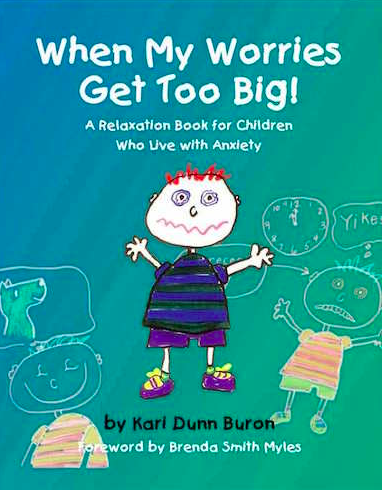 When My Worries
Get Too Big!
A Relaxation Book for Children
Who Live with Anxiety
Yikes
by Kari Dunn Buron
Foreword by Brenda Smith Myles